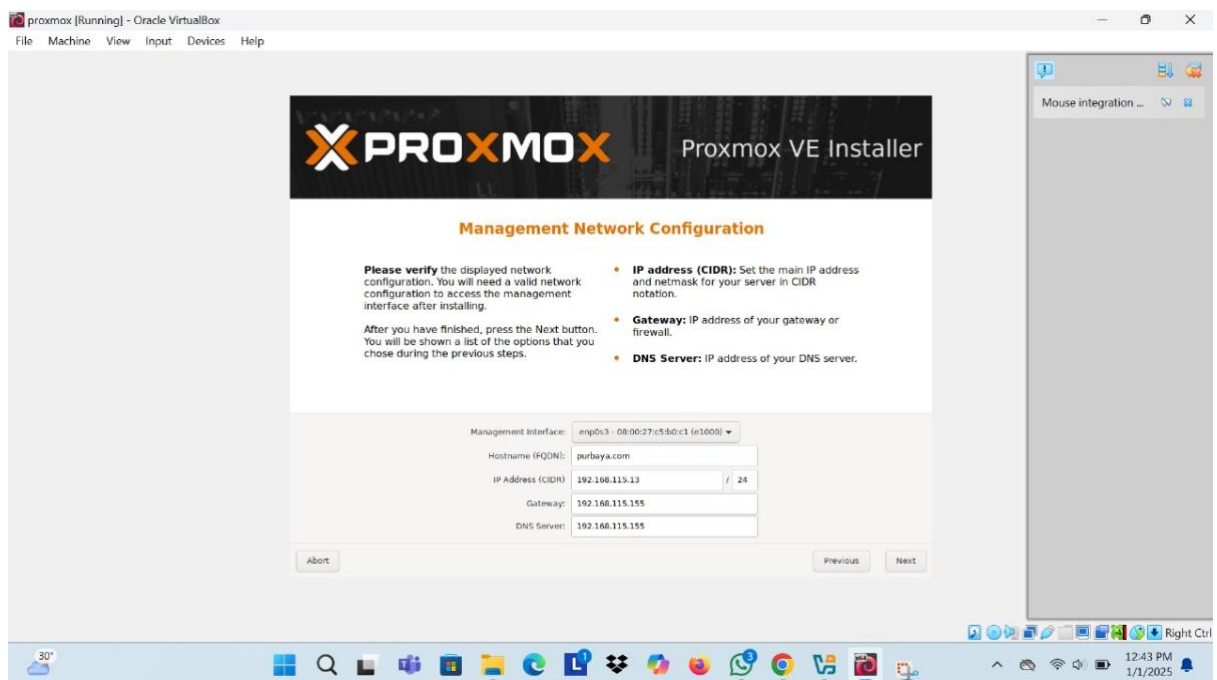 proxmox [Running] - Oracle VirtualBox
File Machine View Input Devices Help
Mouse integration ...
PROXMOX
Proxmox VE Installer
Management Network Configuration
Please verify the displayed network
configuration. You will need a valid network
configuration to access the management
interface after installing.
After you have finished, press the Next button.
You will be shown a list of the options that you
chose during the previous steps.
IP address (CIDR): Set the main IP address
and netmask for your server in CIDR
notation.
Gateway: IP address of your gateway or
firewall.
DNS Server: IP address of your DNS server.
Management Interface: enp0s3 - 08:00:27:c5:b0:c1 (e1000)
Hostname (FQDN): purbaya.com
IP Address (CIDR) 192.168.115.13 / 24
Gateway: 192.168.115.155
DNS Server: 192.168.115.155
Abort Previous Next
Right Ctrl
30°
12:43 PM
1/1/2025